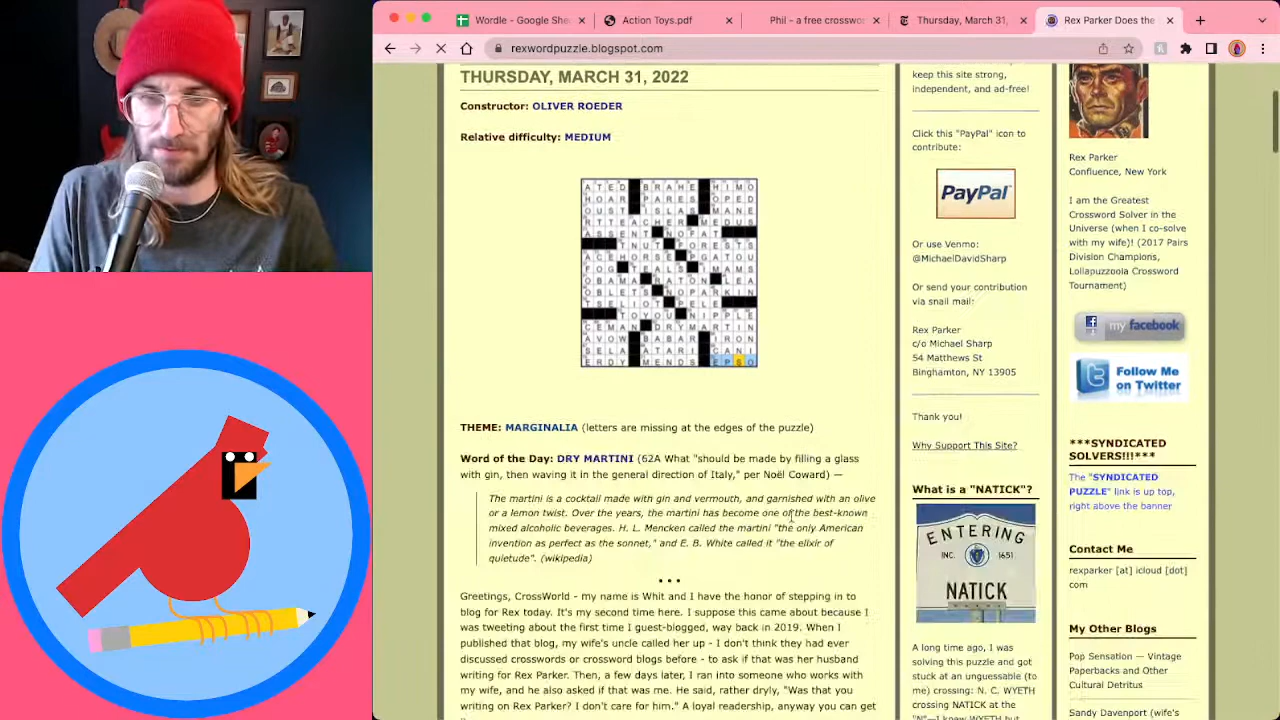 Wordle - Google She
Action Toys.pdf
Phil - a free crosswo
Thursday, March 31,
Rex Parker Does the
rexwordpuzzle.blogspot.com
THURSDAY, MARCH 31, 2022
Constructor: OLIVER ROEDER
Relative difficulty: MEDIUM
THEME: MARGINALIA (letters are missing at the edges of the puzzle)
Word of the Day: DRY MARTINI (62A What "should be made by filling a glass
with gin, then waving it in the general direction of Italy," per Noël Coward) —
The martini is a cocktail made with gin and vermouth, and garnished with an olive
or a lemon twist. Over the years, the martini has become one of the best-known
mixed alcoholic beverages. H. L. Mencken called the martini "the only American
invention as perfect as the sonnet," and E. B. White called it "the elixir of
quietude". (wikipedia)
Greetings, CrossWorld - my name is Whit and I have the honor of stepping in to
blog for Rex today. It's my second time here. I suppose this came about because I
was tweeting about the first time I guest-blogged, way back in 2019. When I
published that blog, my wife's uncle called her up - I don't think they had ever
discussed crosswords or crossword blogs before - to ask if that was her husband
writing for Rex Parker. Then, a few days later, I ran into someone who works with
my wife, and he also asked if that was me. He said, rather dryly, "Was that you
writing on Rex Parker? I don't care for him." A loyal readership, anyway you can get
keep this site strong,
independent, and ad-free!
Click this "PayPal" icon to
contribute:
PayPal
Or use Venmo:
@MichaelDavidSharp
Or send your contribution
via snail mail:
Rex Parker
c/o Michael Sharp
54 Matthews St
Binghamton, NY 13905
Thank you!
Why Support This Site?
What is a "NATICK"?
ENTERING
INC. 1651
NATICK
A long time ago, I was
solving this puzzle and got
stuck at an unguessable (to
me) crossing: N. C. WYETH
crossing NATICK at the
"N"—I knew WYETH but
Rex Parker
Confluence, New York
I am the Greatest
Crossword Solver in the
Universe (when I co-solve
with my wife)! (2017 Pairs
Division Champions,
Lollapuzzoola Crossword
Tournament)
my facebook
Follow Me
on Twitter
***SYNDICATED
SOLVERS!!!***
The "SYNDICATED
PUZZLE" link is up top,
right above the banner
Contact Me
rexparker [at] icloud [dot]
com
My Other Blogs
Pop Sensation — Vintage
Paperbacks and Other
Cultural Detritus
Sandy Davenport (wife's